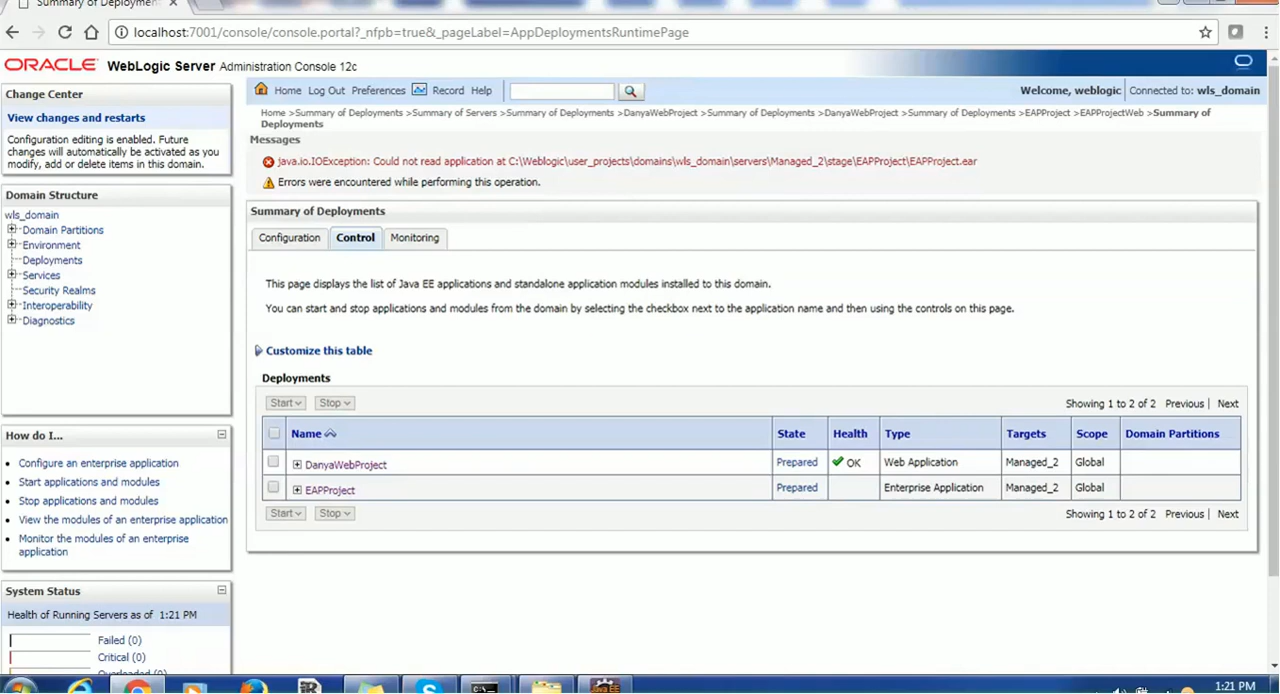 Summary of Deployment
localhost:7001/console/console.portal?_nfpb=true&_pageLabel=AppDeploymentsRuntimePage
ORACLE WebLogic Server Administration Console 12c
Change Center
View changes and restarts
Configuration editing is enabled. Future
changes will automatically be activated as you
modify, add or delete items in this domain.
Domain Structure
wls_domain
Domain Partitions
Environment
Deployments
Services
Security Realms
Interoperability
Diagnostics
How do I...
Configure an enterprise application
Start applications and modules
Stop applications and modules
View the modules of an enterprise application
Monitor the modules of an enterprise
application
System Status
Health of Running Servers as of 1:21 PM
Failed (0)
Critical (0)
Overloaded (0)
Home Log Out Preferences Record Help
Welcome, weblogic Connected to: wls_domain
Home >Summary of Deployments >Summary of Servers >Summary of Deployments >DanyaWebProject >Summary of Deployments >DanyaWebProject >Summary of Deployments >EAPProject >EAPProjectWeb >Summary of
Deployments
Messages
java.io.IOException: Could not read application at C:\Weblogic\user_projects\domains\wls_domain\servers\Managed_2\stage\EAPProject\EAPProject.ear
Errors were encountered while performing this operation.
Summary of Deployments
Configuration Control Monitoring
This page displays the list of Java EE applications and standalone application modules installed to this domain.
You can start and stop applications and modules from the domain by selecting the checkbox next to the application name and then using the controls on this page.
Customize this table
Deployments
Start Stop Showing 1 to 2 of 2 Previous | Next
Name State Health Type Targets Scope Domain Partitions
DanyaWebProject Prepared OK Web Application Managed_2 Global
EAPProject Prepared Enterprise Application Managed_2 Global
Start Stop Showing 1 to 2 of 2 Previous | Next
1:21 PM